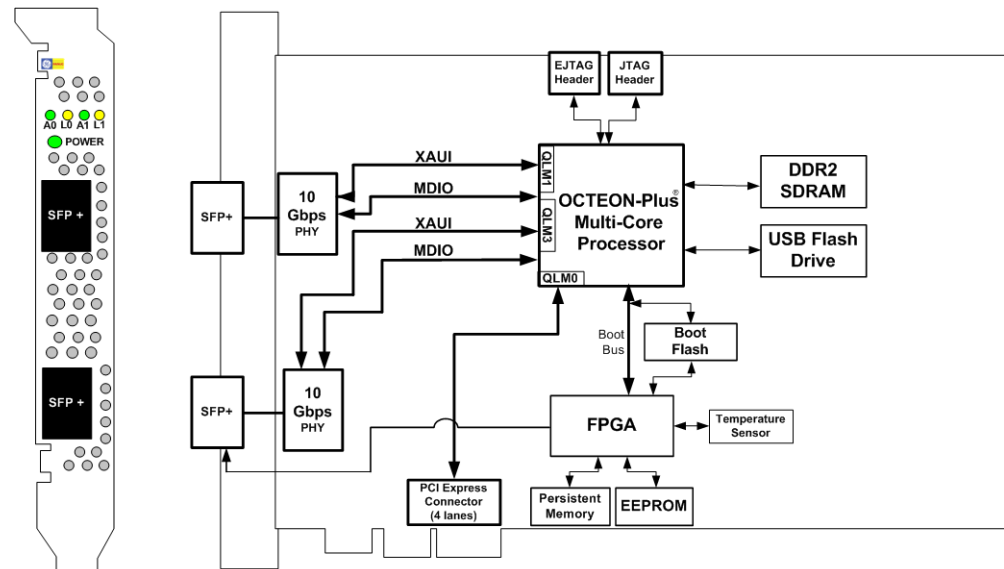 A0 L0 A1 L1
POWER
SFP +
SFP +
EJTAG
Header
JTAG
Header
XAUI
MDIO
XAUI
MDIO
SFP+
10
Gbps
PHY
QLM1
QLM3
QLM0
OCTEON-Plus®
Multi-Core
Processor
DDR2
SDRAM
USB Flash
Drive
Boot
Bus
Boot
Flash
SFP+
10
Gbps
PHY
FPGA
Temperature
Sensor
PCI Express
Connector
(4 lanes)
Persistent
Memory
EEPROM